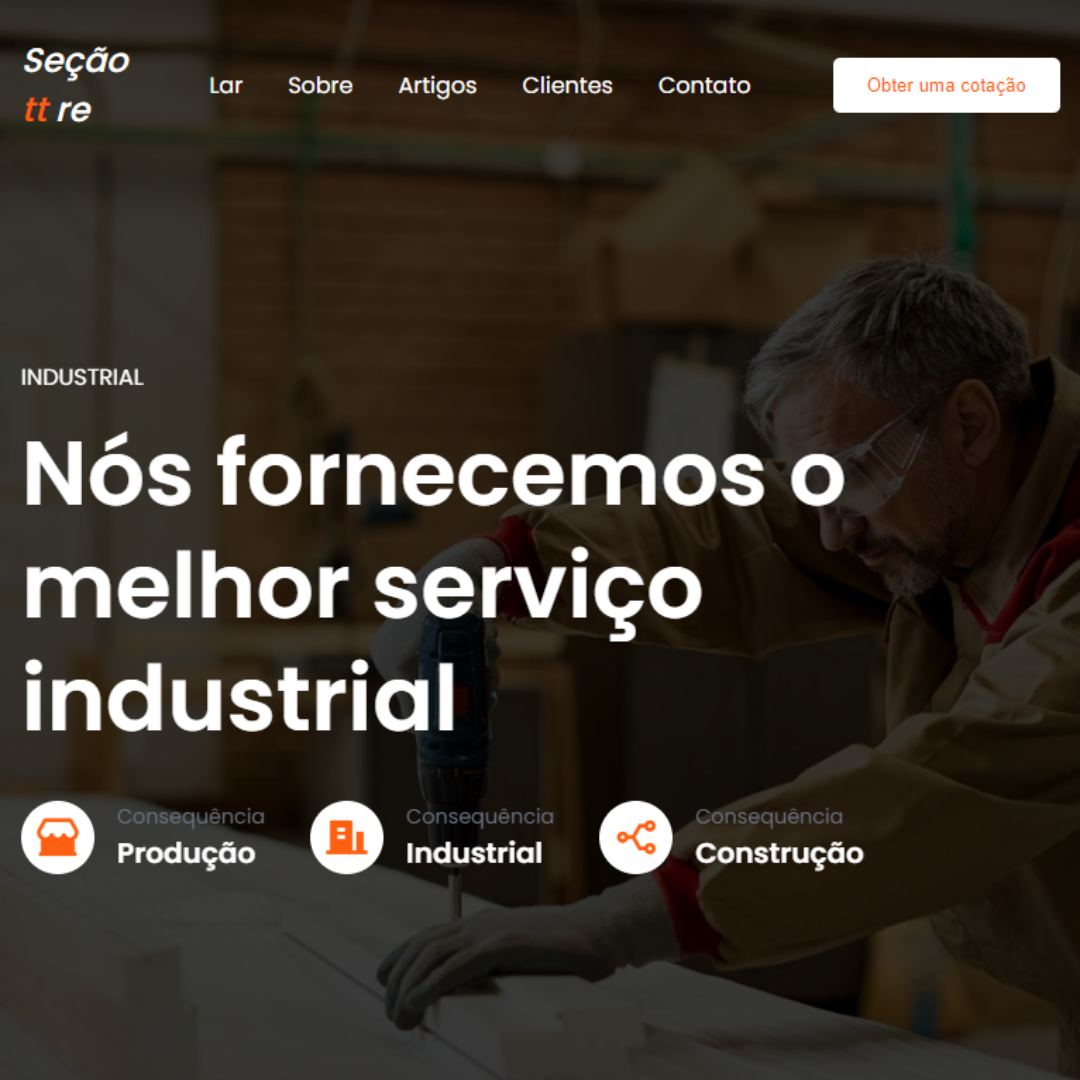 Seção
tt re
Lar Sobre Artigos Clientes Contato
Obter uma cotação
INDUSTRIAL
Nós fornecemos o
melhor serviço
industrial
Consequência
Produção
Consequência
Industrial
Consequência
Construção